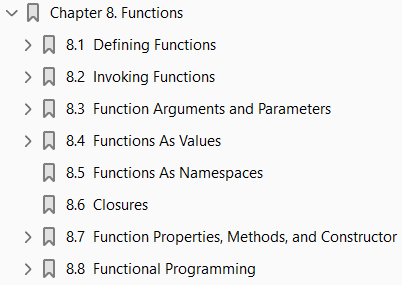 Chapter 8. Functions
8.1 Defining Functions
8.2 Invoking Functions
8.3 Function Arguments and Parameters
8.4 Functions As Values
8.5 Functions As Namespaces
8.6 Closures
8.7 Function Properties, Methods, and Constructor
8.8 Functional Programming